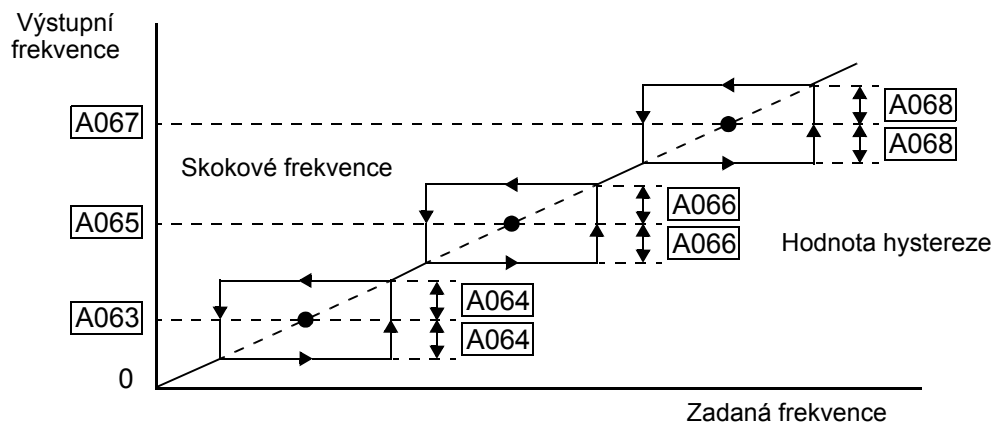 Výstupní
frekvence
A067
A068
A068
Skokové frekvence
A065
A066
A066
Hodnota hystereze
A063
A064
A064
0
Zadaná frekvence